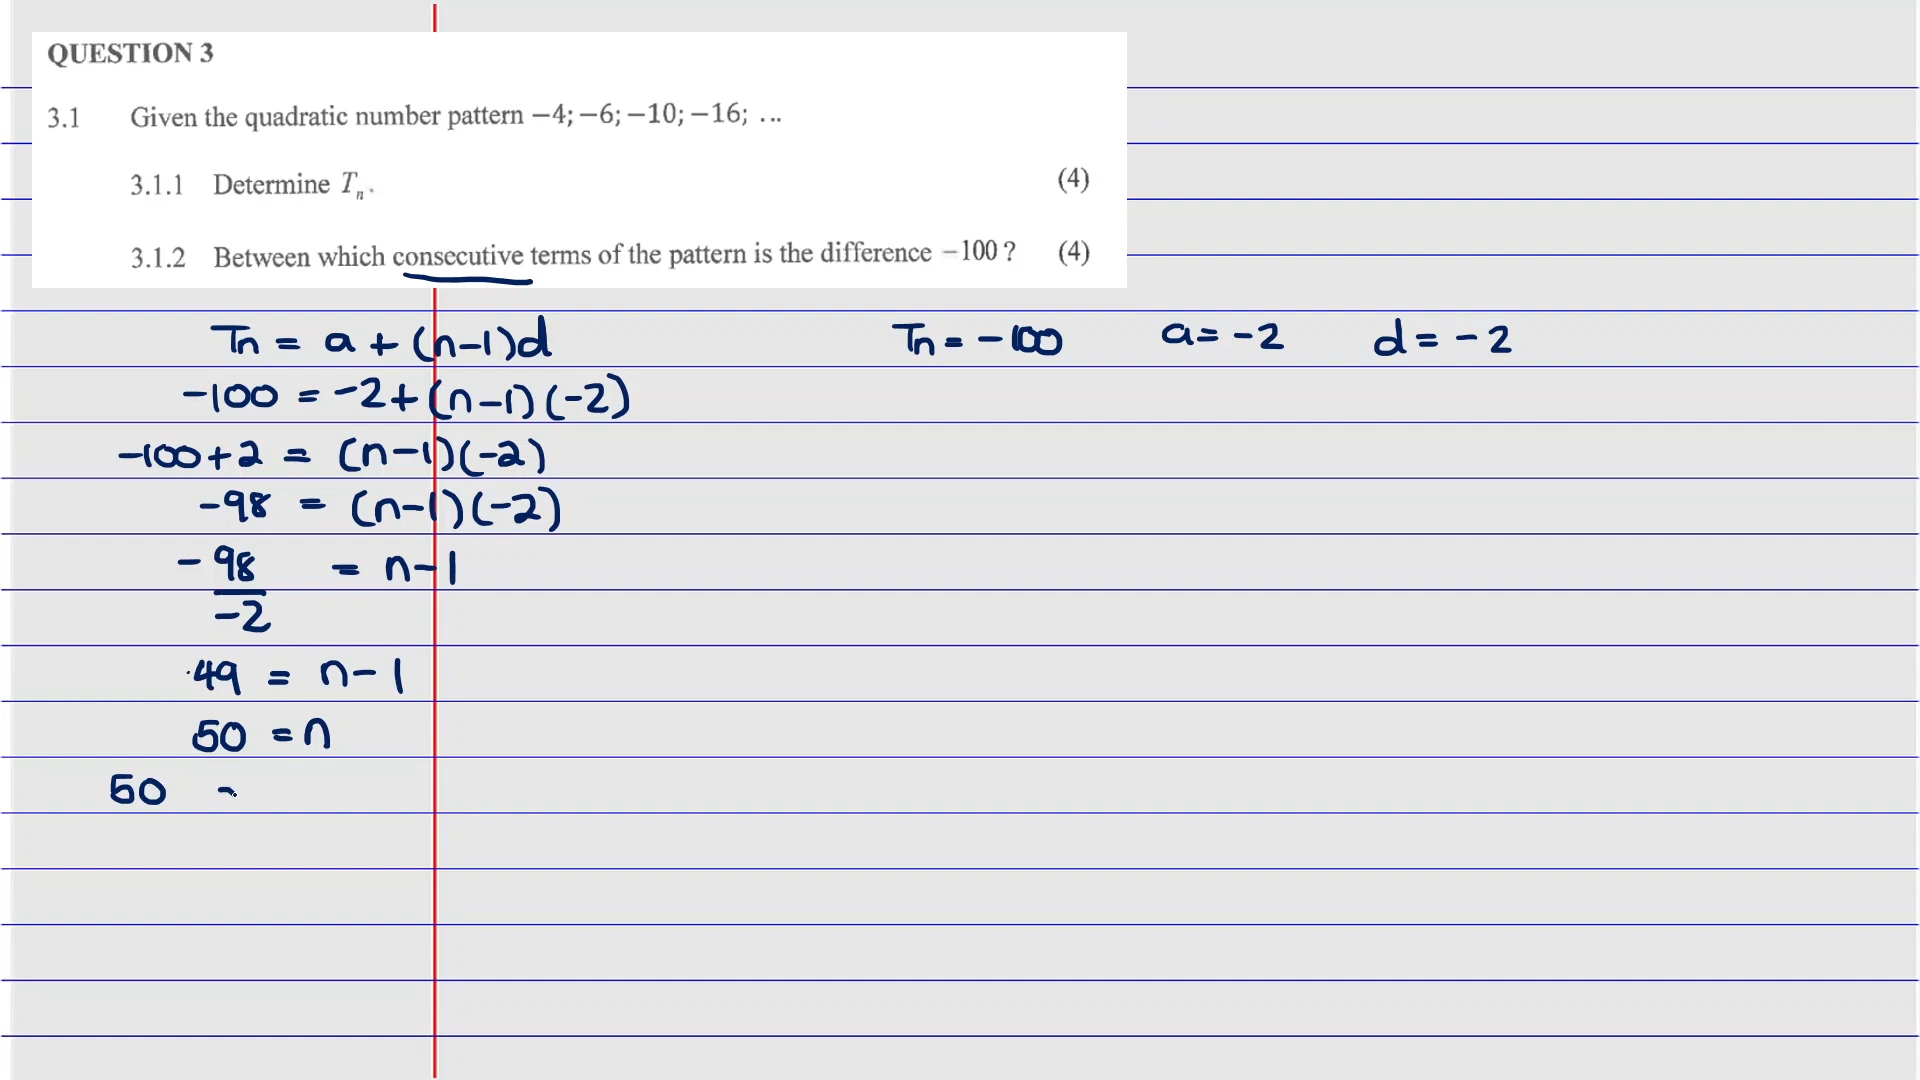 QUESTION 3
3.1 Given the quadratic number pattern −4; −6; −10; −16; ...
3.1.1 Determine Tₙ. (4)
3.1.2 Between which consecutive terms of the pattern is the difference −100 ? (4)
Tn = a + (n-1)d Tn = -100 a = -2 d = -2
-100 = -2 + (n-1)(-2)
-100+2 = (n-1)(-2)
-98 = (n-1)(-2)
-98/-2 = n-1
49 = n-1
50 = n
50